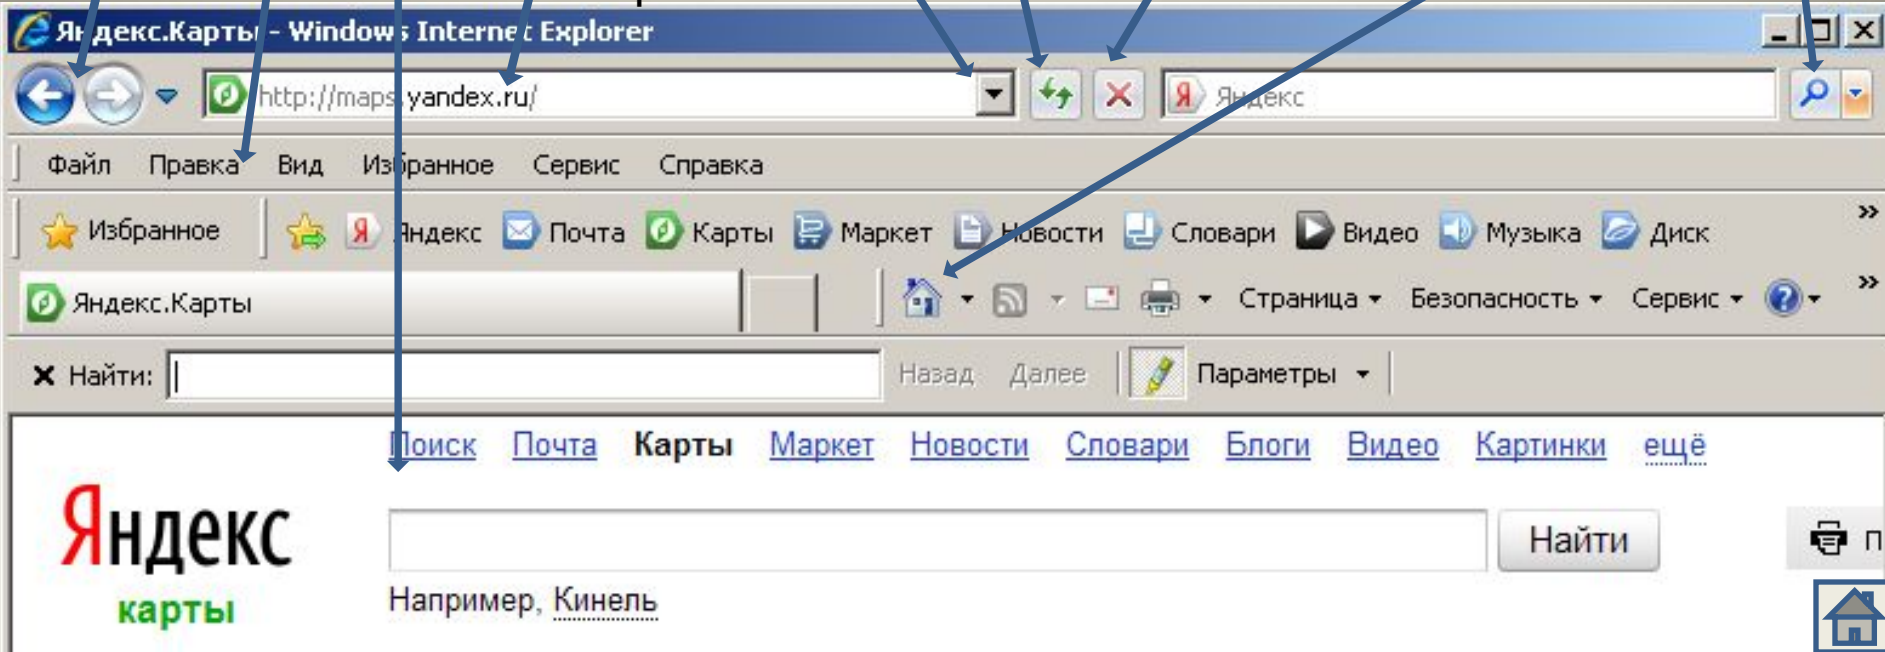 Яндекс.Карты - Windows Internet Explorer
http://maps.yandex.ru/ Яндекс
Файл Правка Вид Избранное Сервис Справка
Избранное Яндекс Почта Карты Маркет Новости Словари Видео Музыка Диск »
Яндекс.Карты Страница Безопасность Сервис »
Найти: Назад Далее Параметры
Поиск Почта Карты Маркет Новости Словари Блоги Видео Картинки ещё
Яндекс Найти
карты Например, Кинель